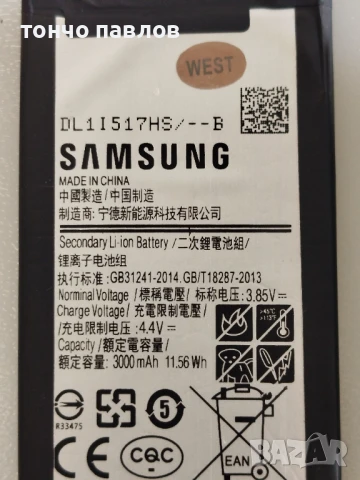 тончо павлов
WEST
DL1I517HS/--B
SAMSUNG
MADE IN CHINA
中國製造/中国制造
制造商: 宁德新能源科技有限公司
Secondary Li-ion Battery /二次鋰電池組/
锂离子电池组
执行标准:GB31241-2014,GB/T18287-2013
Norminal Voltage / 標稱電壓/ 标称电压:3.85V
Charge Voltage / 充電限制電壓/
/充电限制电压: 4.4V
Capacity / 額定容量/
额定容量: 3000mAh 11.56Wh
>45°C
>113°F
R33475
5
CE
CQC
EAN
BAZAR